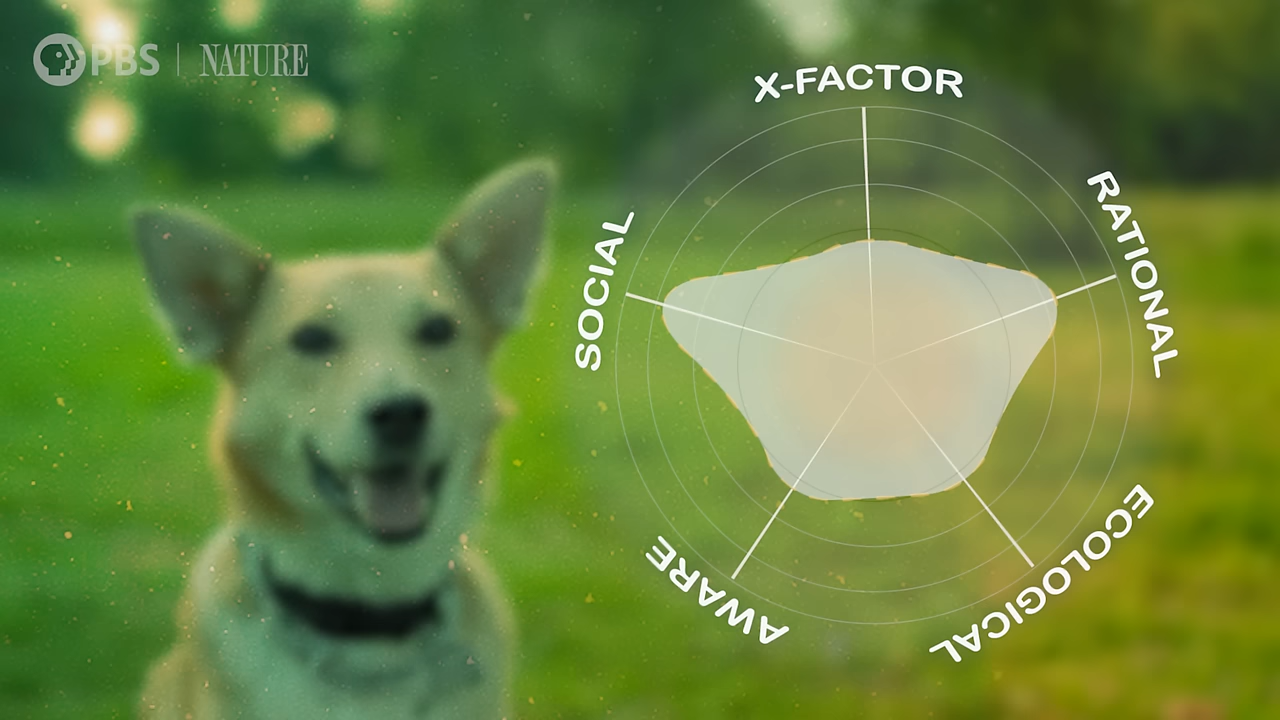 PBS | NATURE
X-FACTOR
RATIONAL
ECOLOGICAL
AWARE
SOCIAL